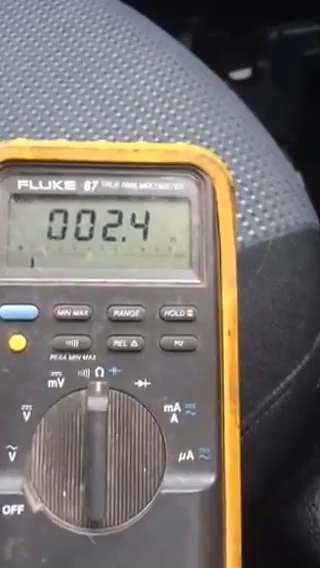 FLUKE 87 TRUE RMS MULTIMETER
002.4
MIN MAX RANGE HOLD
REL Δ Hz
PEAK MIN MAX
mV Ω
V mA
A
V µA
OFF